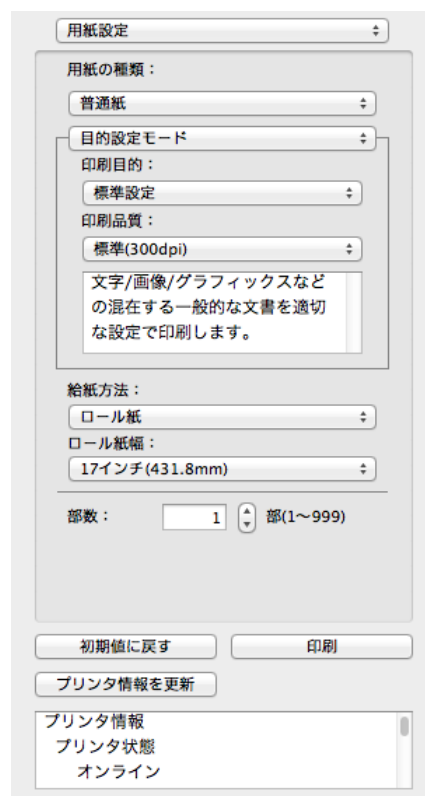 用紙設定
用紙の種類：
普通紙
目的設定モード
印刷目的：
標準設定
印刷品質：
標準(300dpi)
文字/画像/グラフィックスなど
の混在する一般的な文書を適切
な設定で印刷します。
給紙方法：
ロール紙
ロール紙幅：
17インチ(431.8mm)
部数： 1 部(1～999)
初期値に戻す 印刷
プリンタ情報を更新
プリンタ情報
プリンタ状態
オンライン